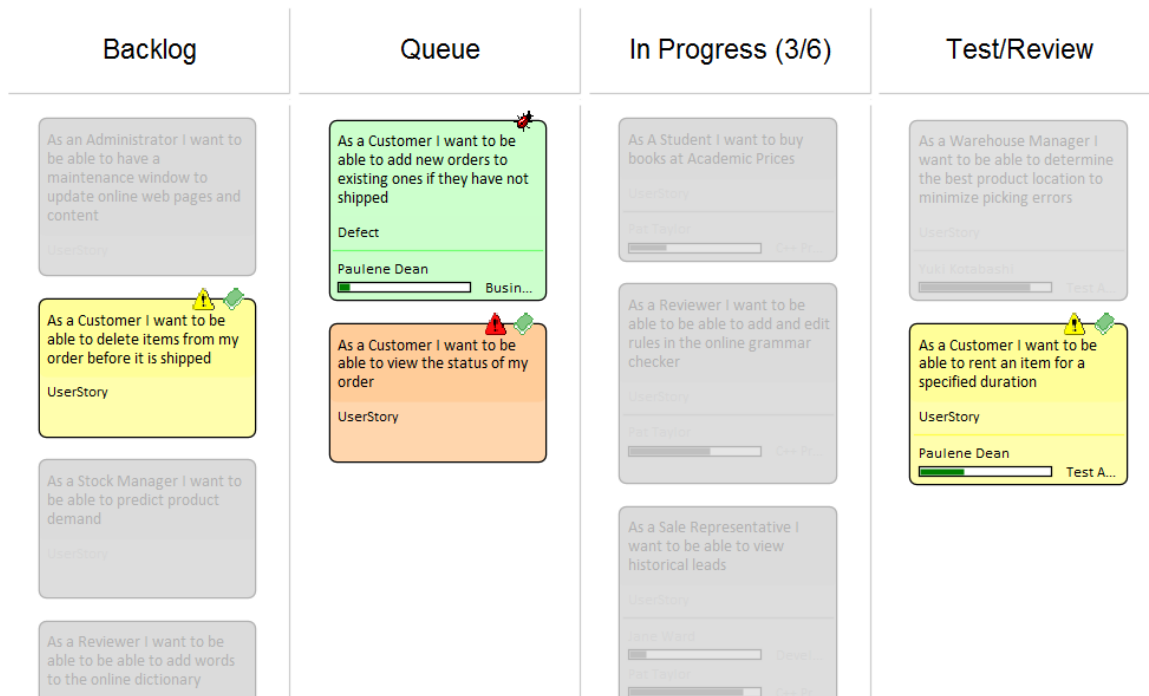 Backlog
Queue
In Progress (3/6)
Test/Review
As an Administrator I want to
be able to have a
maintenance window to
update online web pages and
content
UserStory
As a Customer I want to be
able to delete items from my
order before it is shipped
UserStory
As a Stock Manager I want to
be able to predict product
demand
UserStory
As a Reviewer I want to be
able to be able to add words
to the online dictionary
As a Customer I want to be
able to add new orders to
existing ones if they have not
shipped
Defect
Paulene Dean
Busin...
As a Customer I want to be
able to view the status of my
order
UserStory
As A Student I want to buy
books at Academic Prices
UserStory
Pat Taylor
C++ Pr...
As a Reviewer I want to be
able to be able to add and edit
rules in the online grammar
checker
UserStory
Pat Taylor
C++ Pr...
As a Sale Representative I
want to be able to view
historical leads
UserStory
Jane Ward
Devel...
Pat Taylor
C++ Pr...
As a Warehouse Manager I
want to be able to determine
the best product location to
minimize picking errors
UserStory
Yuki Kotabashi
Test A...
As a Customer I want to be
able to rent an item for a
specified duration
UserStory
Paulene Dean
Test A...